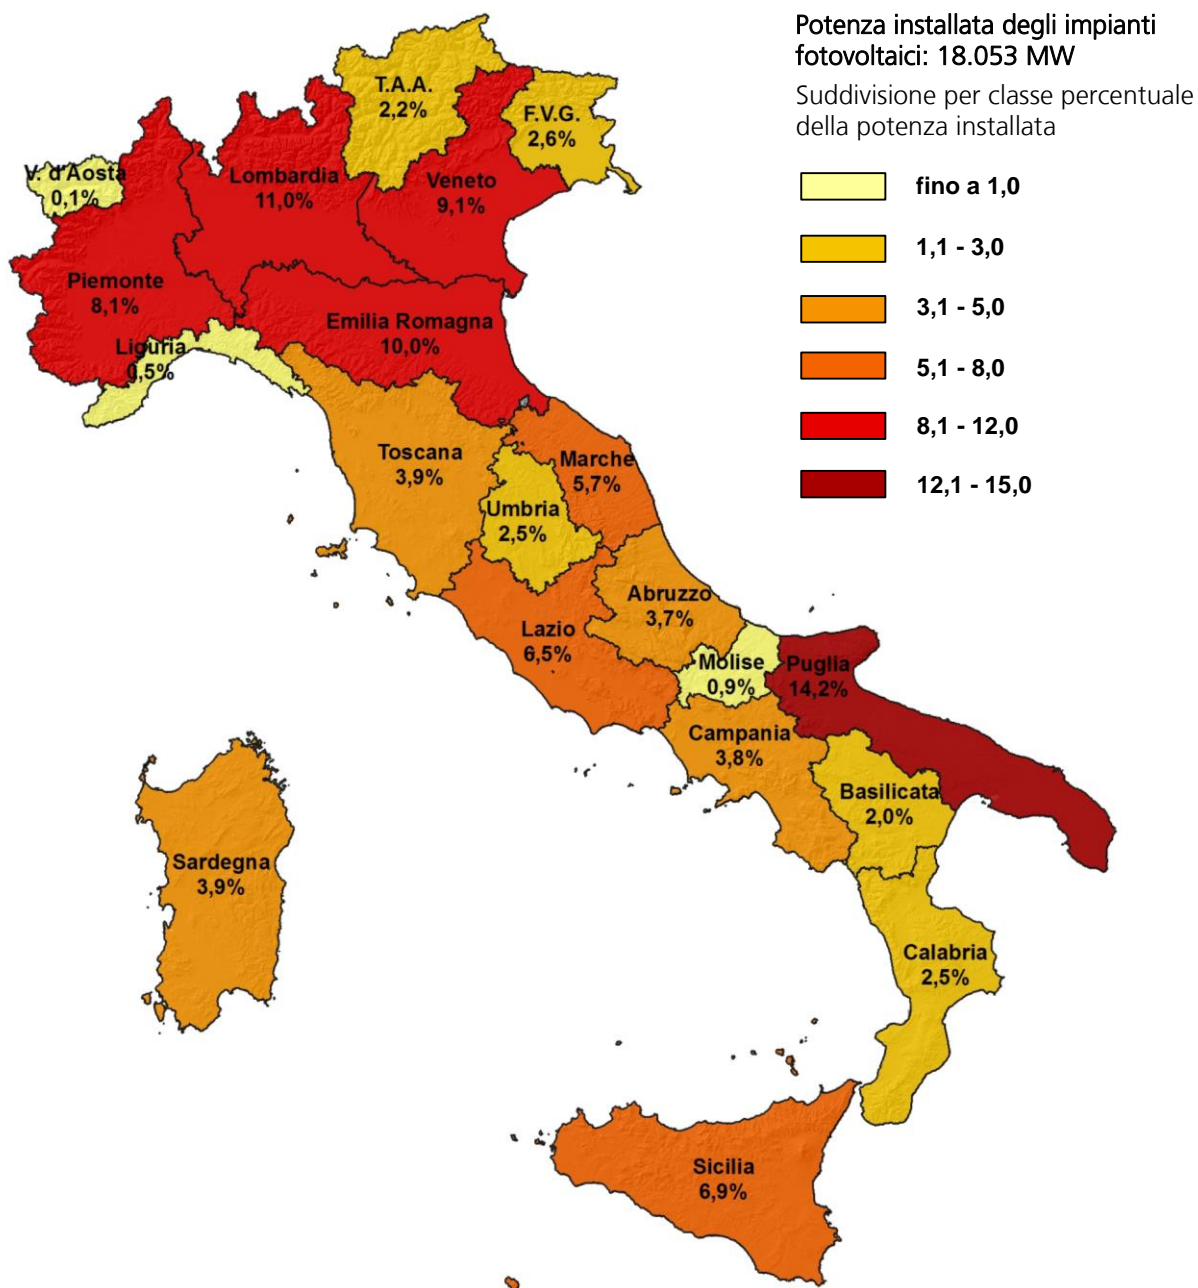 Potenza installata degli impianti
fotovoltaici: 18.053 MW
Suddivisione per classe percentuale
della potenza installata
fino a 1,0
1,1 - 3,0
3,1 - 5,0
5,1 - 8,0
8,1 - 12,0
12,1 - 15,0
T.A.A.
2,2%
F.V.G.
2,6%
V. d'Aosta
0,1%
Lombardia
11,0%
Veneto
9,1%
Piemonte
8,1%
Emilia Romagna
10,0%
Liguria
0,5%
Toscana
3,9%
Marche
5,7%
Umbria
2,5%
Abruzzo
3,7%
Lazio
6,5%
Molise
0,9%
Puglia
14,2%
Campania
3,8%
Basilicata
2,0%
Sardegna
3,9%
Calabria
2,5%
Sicilia
6,9%